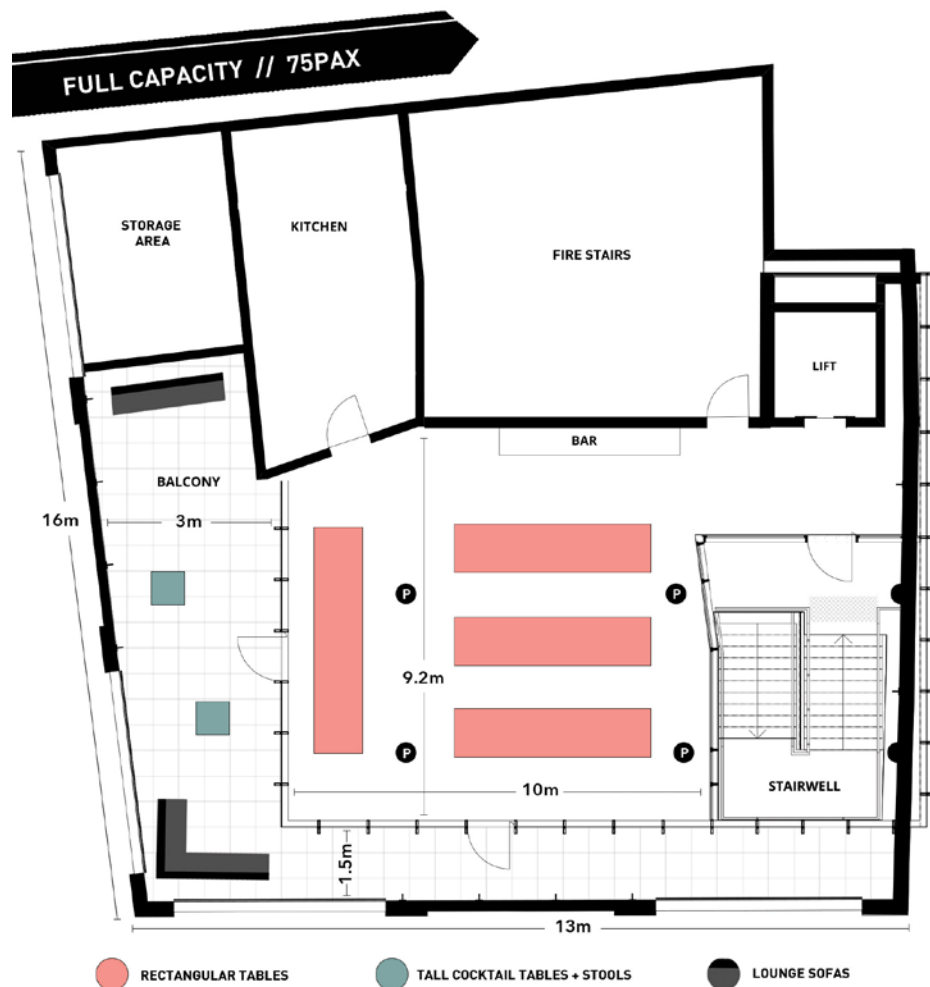 FULL CAPACITY // 75PAX
STORAGE
AREA
KITCHEN
FIRE STAIRS
LIFT
BAR
BALCONY
16m
3m
P
P
9.2m
P
P
10m
STAIRWELL
1.5m
13m
RECTANGULAR TABLES
TALL COCKTAIL TABLES + STOOLS
LOUNGE SOFAS